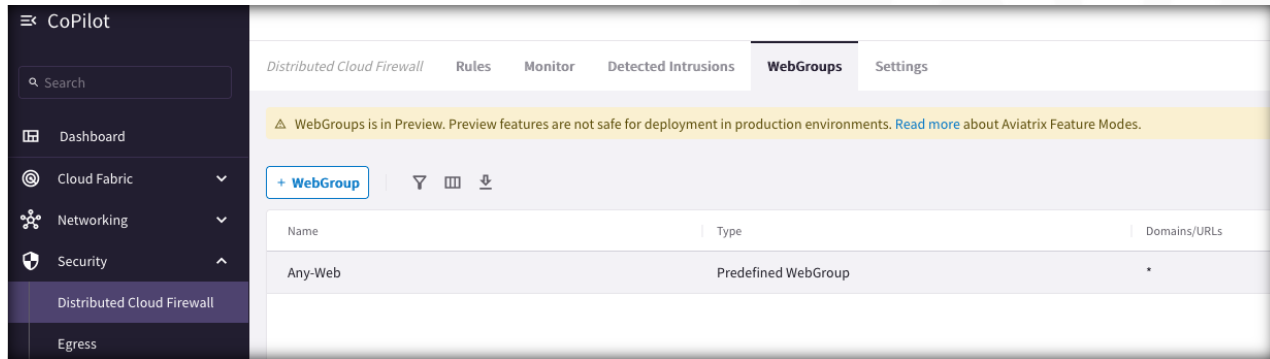 CoPilot
Search
Dashboard
Cloud Fabric
Networking
Security
Distributed Cloud Firewall
Egress
Distributed Cloud Firewall Rules Monitor Detected Intrusions WebGroups Settings
WebGroups is in Preview. Preview features are not safe for deployment in production environments. Read more about Aviatrix Feature Modes.
+ WebGroup
Name Type Domains/URLs
Any-Web Predefined WebGroup *